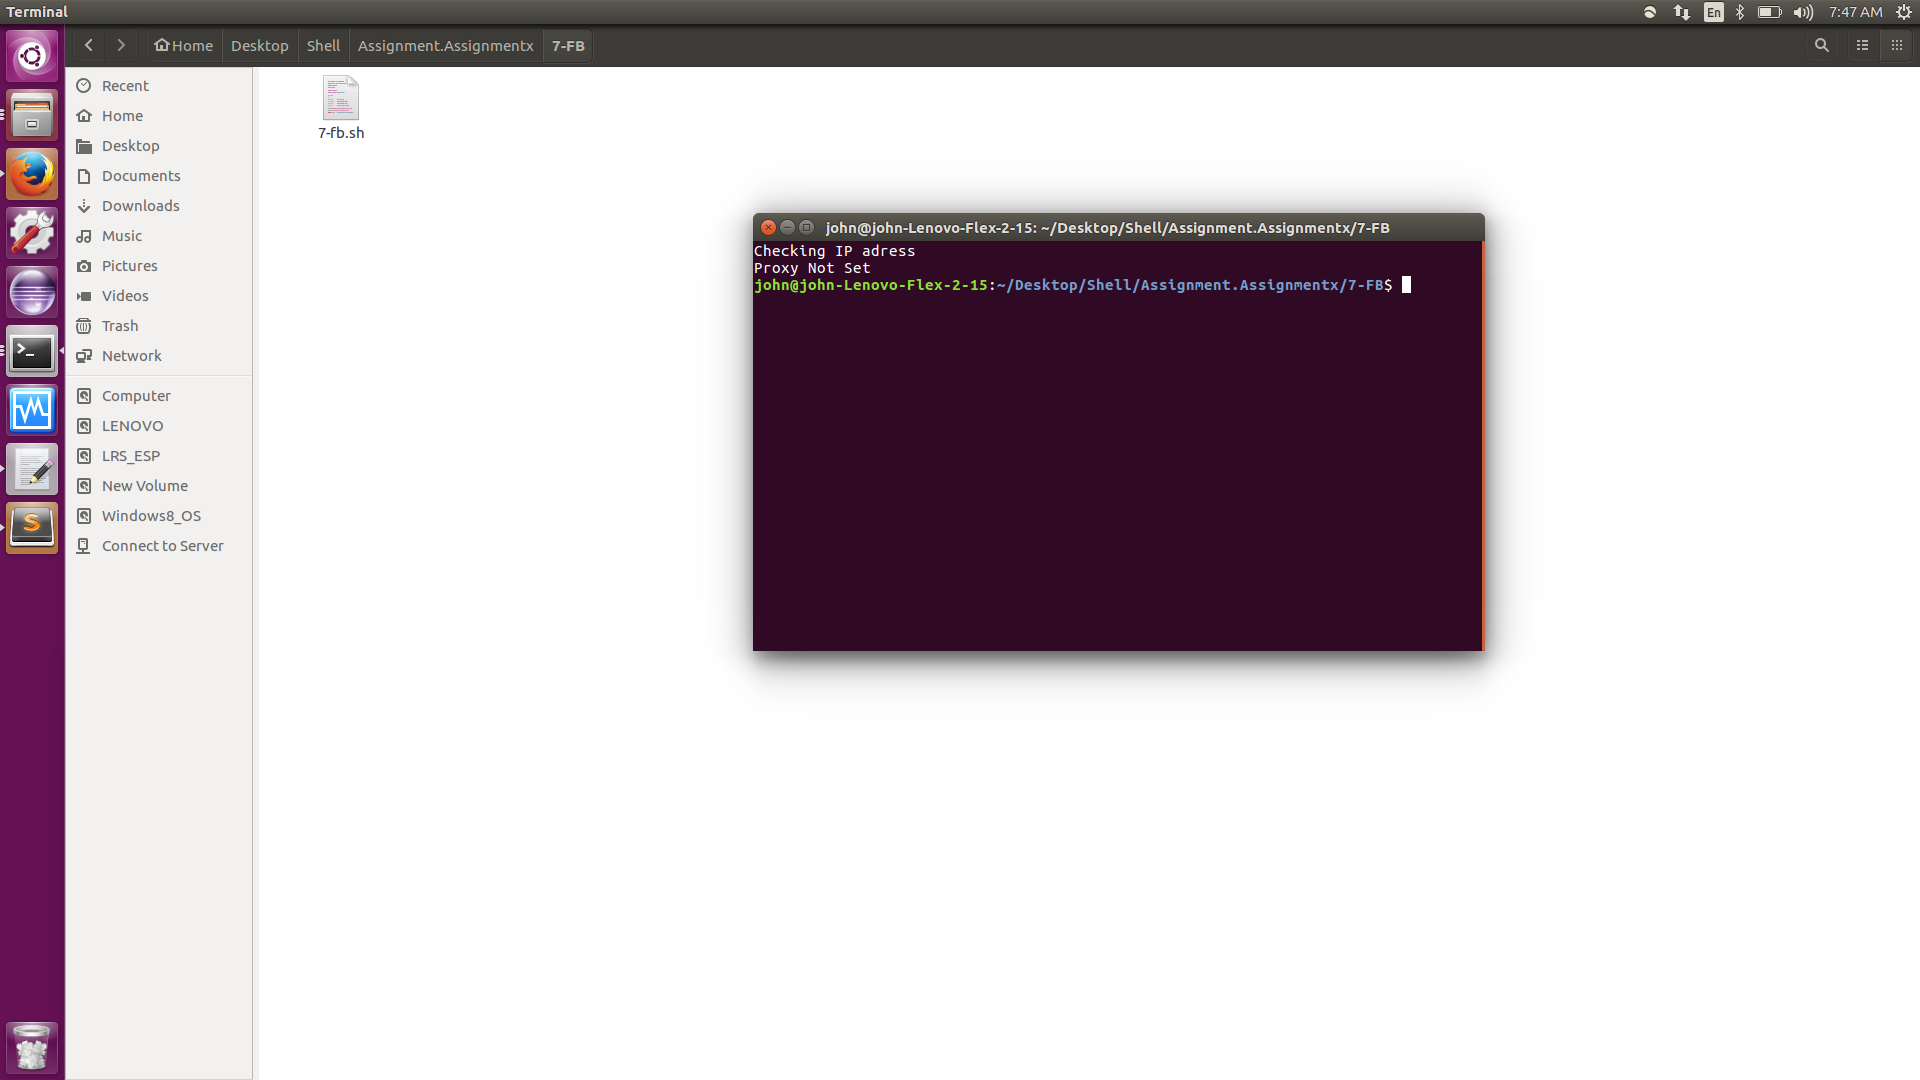 Terminal
En
7:47 AM
Home
Desktop
Shell
Assignment.Assignmentx
7-FB
Recent
Home
Desktop
Documents
Downloads
Music
Pictures
Videos
Trash
Network
Computer
LENOVO
LRS_ESP
New Volume
Windows8_OS
Connect to Server
7-fb.sh
john@john-Lenovo-Flex-2-15: ~/Desktop/Shell/Assignment.Assignmentx/7-FB
Checking IP adress
Proxy Not Set
john@john-Lenovo-Flex-2-15:~/Desktop/Shell/Assignment.Assignmentx/7-FB$